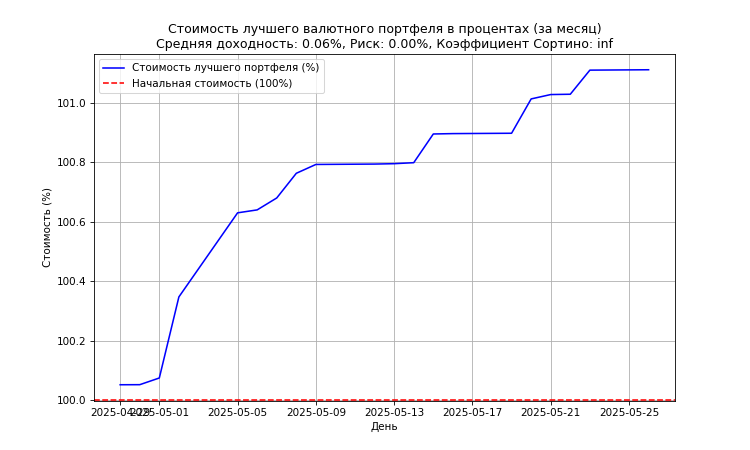 Стоимость лучшего валютного портфеля в процентах (за месяц)
Средняя доходность: 0.06%, Риск: 0.00%, Коэффициент Сортино: inf
Стоимость лучшего портфеля (%)
Начальная стоимость (100%)
Стоимость (%)
101.0
100.8
100.6
100.4
100.2
100.0
2025-04-29 2025-05-01 2025-05-05 2025-05-09 2025-05-13 2025-05-17 2025-05-21 2025-05-25
День